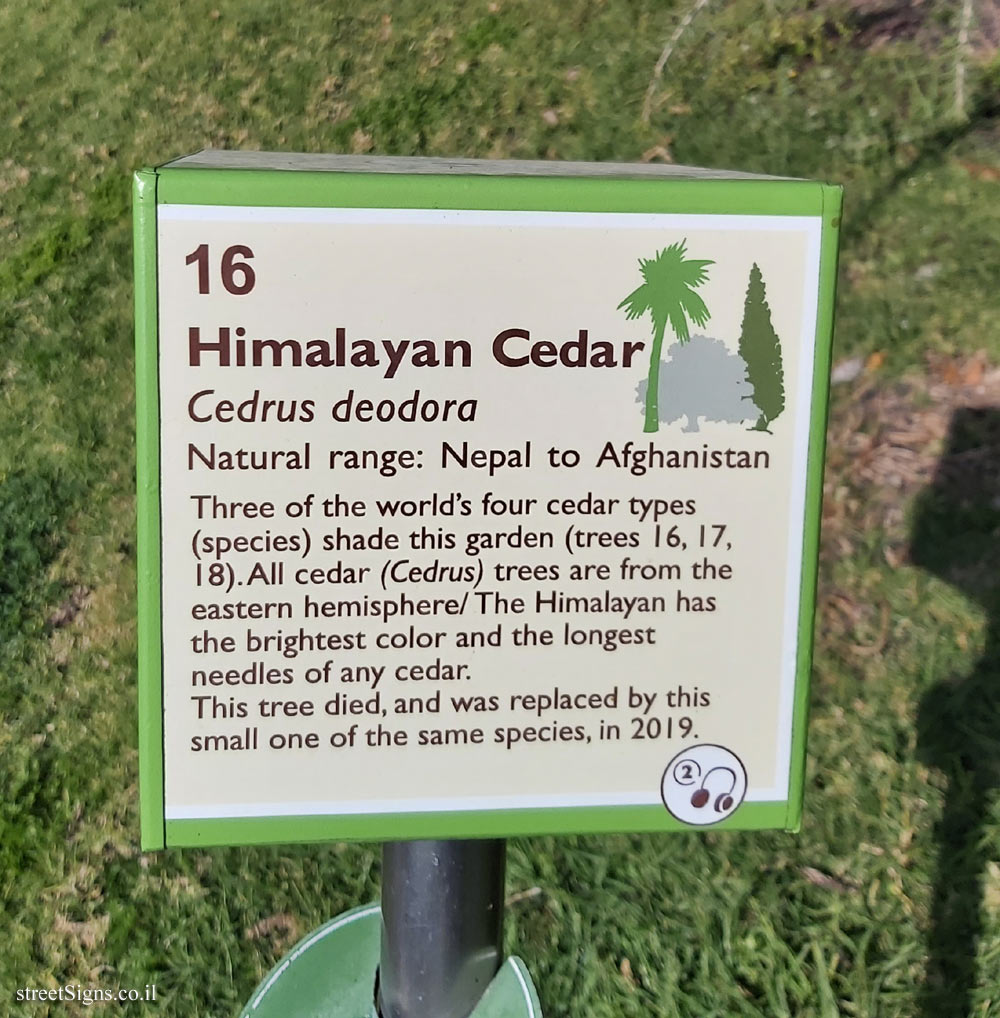 16
Himalayan Cedar
Cedrus deodora
Natural range: Nepal to Afghanistan
Three of the world's four cedar types
(species) shade this garden (trees 16, 17,
18). All cedar (Cedrus) trees are from the
eastern hemisphere/ The Himalayan has
the brightest color and the longest
needles of any cedar.
This tree died, and was replaced by this
small one of the same species, in 2019.
2
streetSigns.co.il